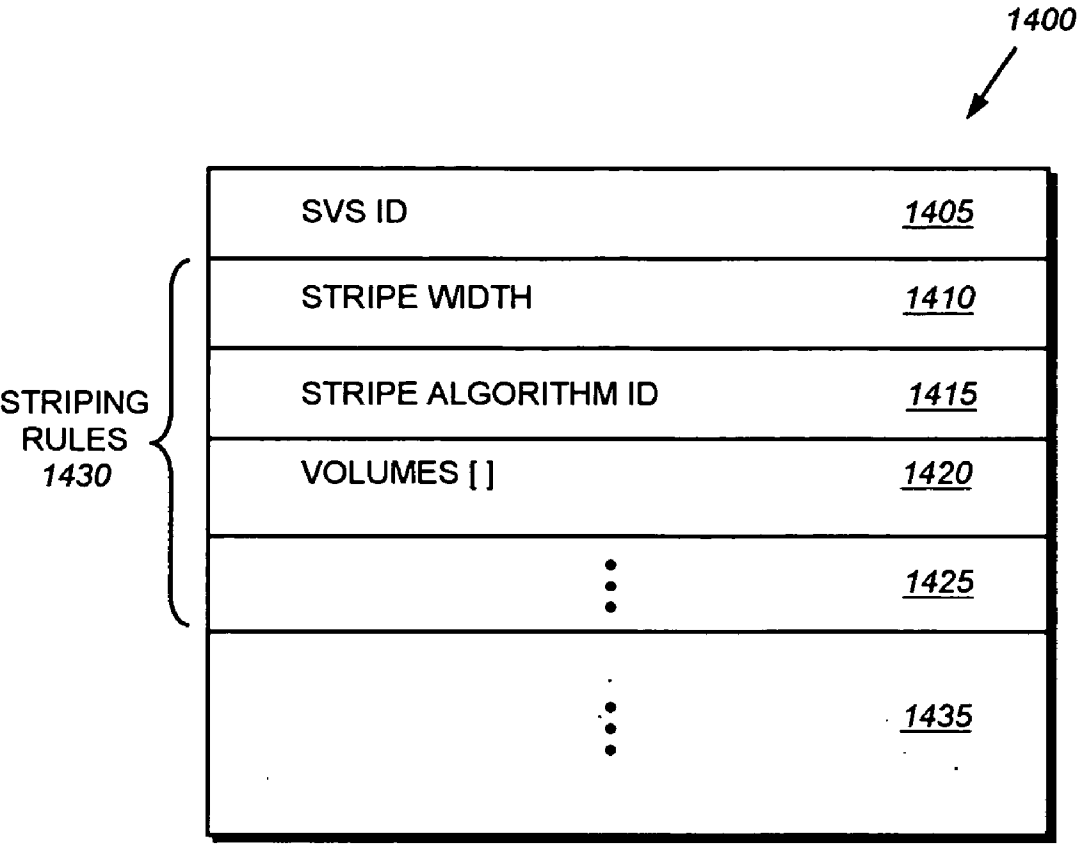 1400
SVS ID 1405
STRIPE WIDTH 1410
STRIPE ALGORITHM ID 1415
STRIPING
RULES
1430
VOLUMES [ ] 1420
1425
1435